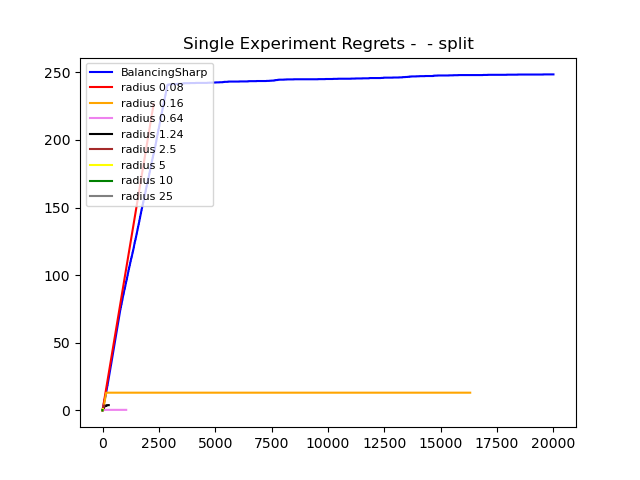 Single Experiment Regrets -  - split
250
200
150
100
50
0
BalancingSharp
radius 0.08
radius 0.16
radius 0.64
radius 1.24
radius 2.5
radius 5
radius 10
radius 25
0 2500 5000 7500 10000 12500 15000 17500 20000